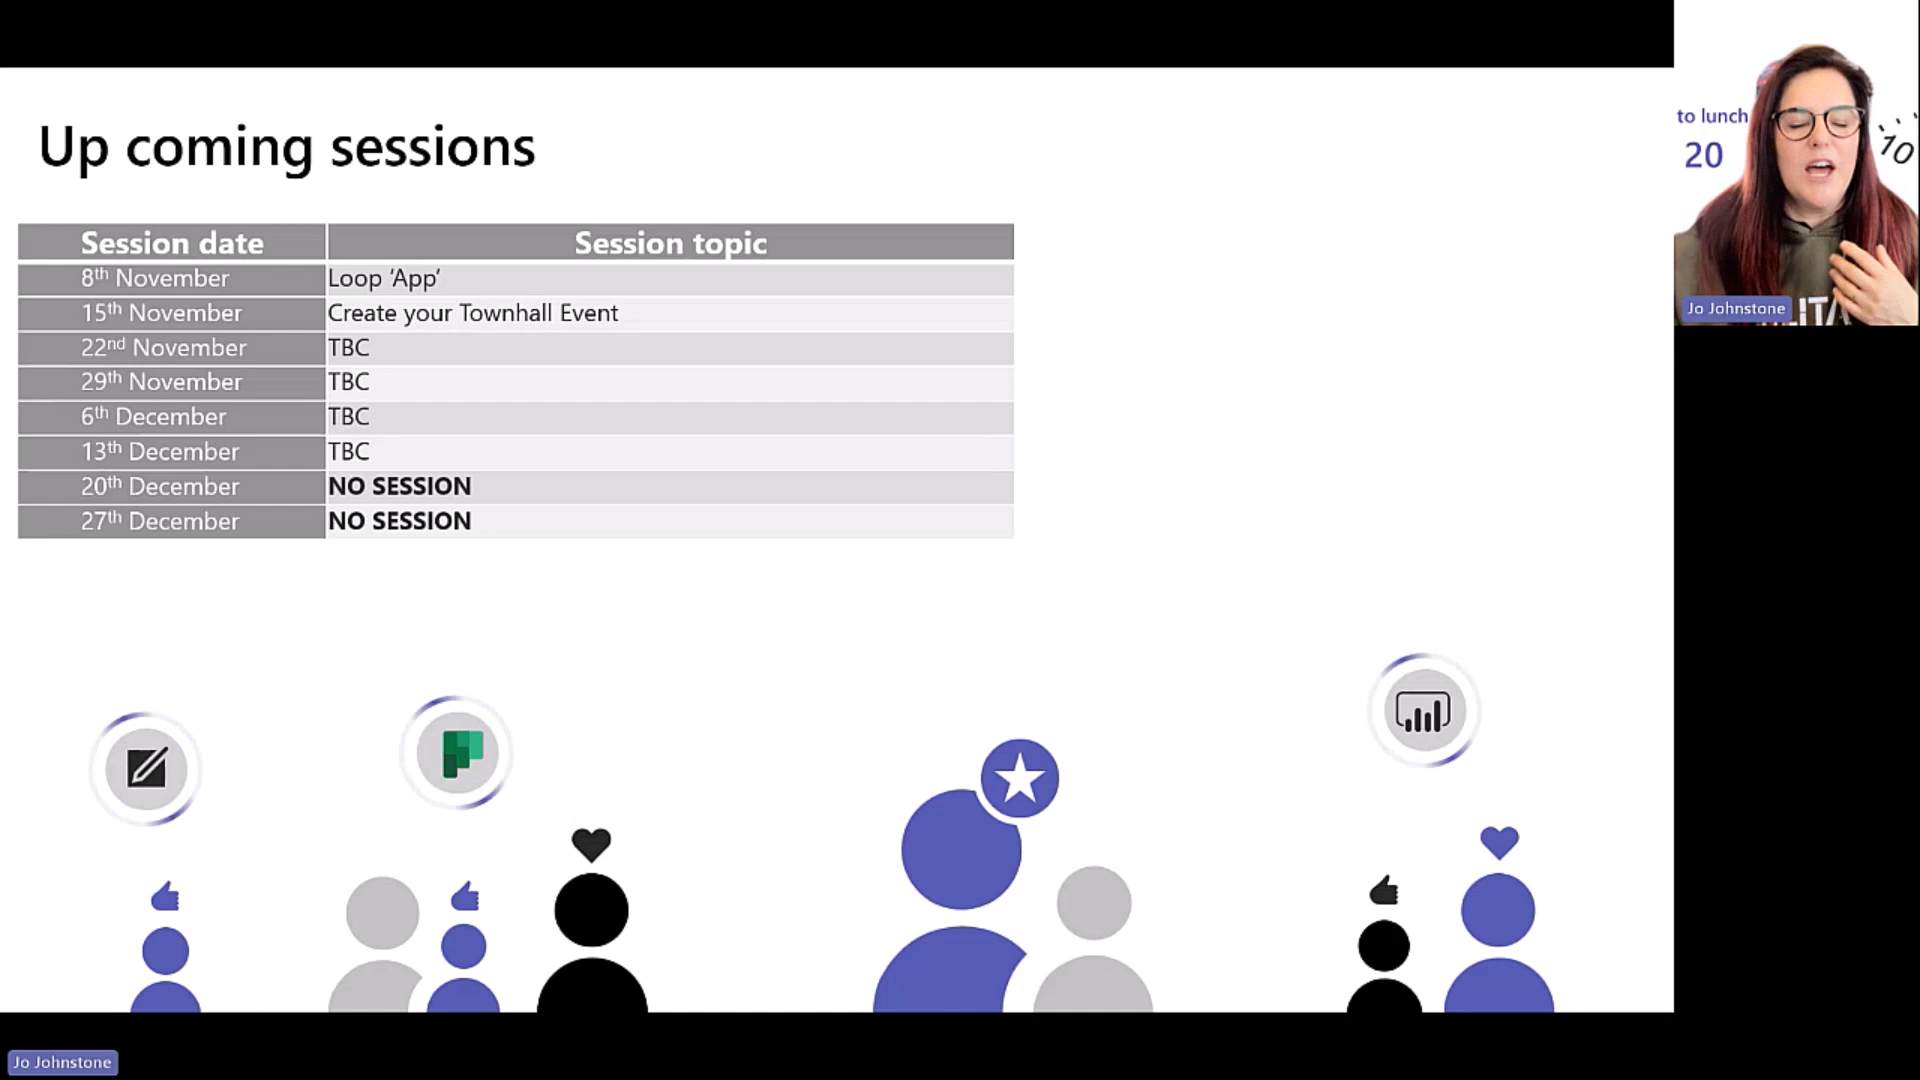 Up coming sessions
Session date Session topic
8th November Loop ‘App’
15th November Create your Townhall Event
22nd November TBC
29th November TBC
6th December TBC
13th December TBC
20th December NO SESSION
27th December NO SESSION
to lunch
20
10
Jo Johnstone
Jo Johnstone